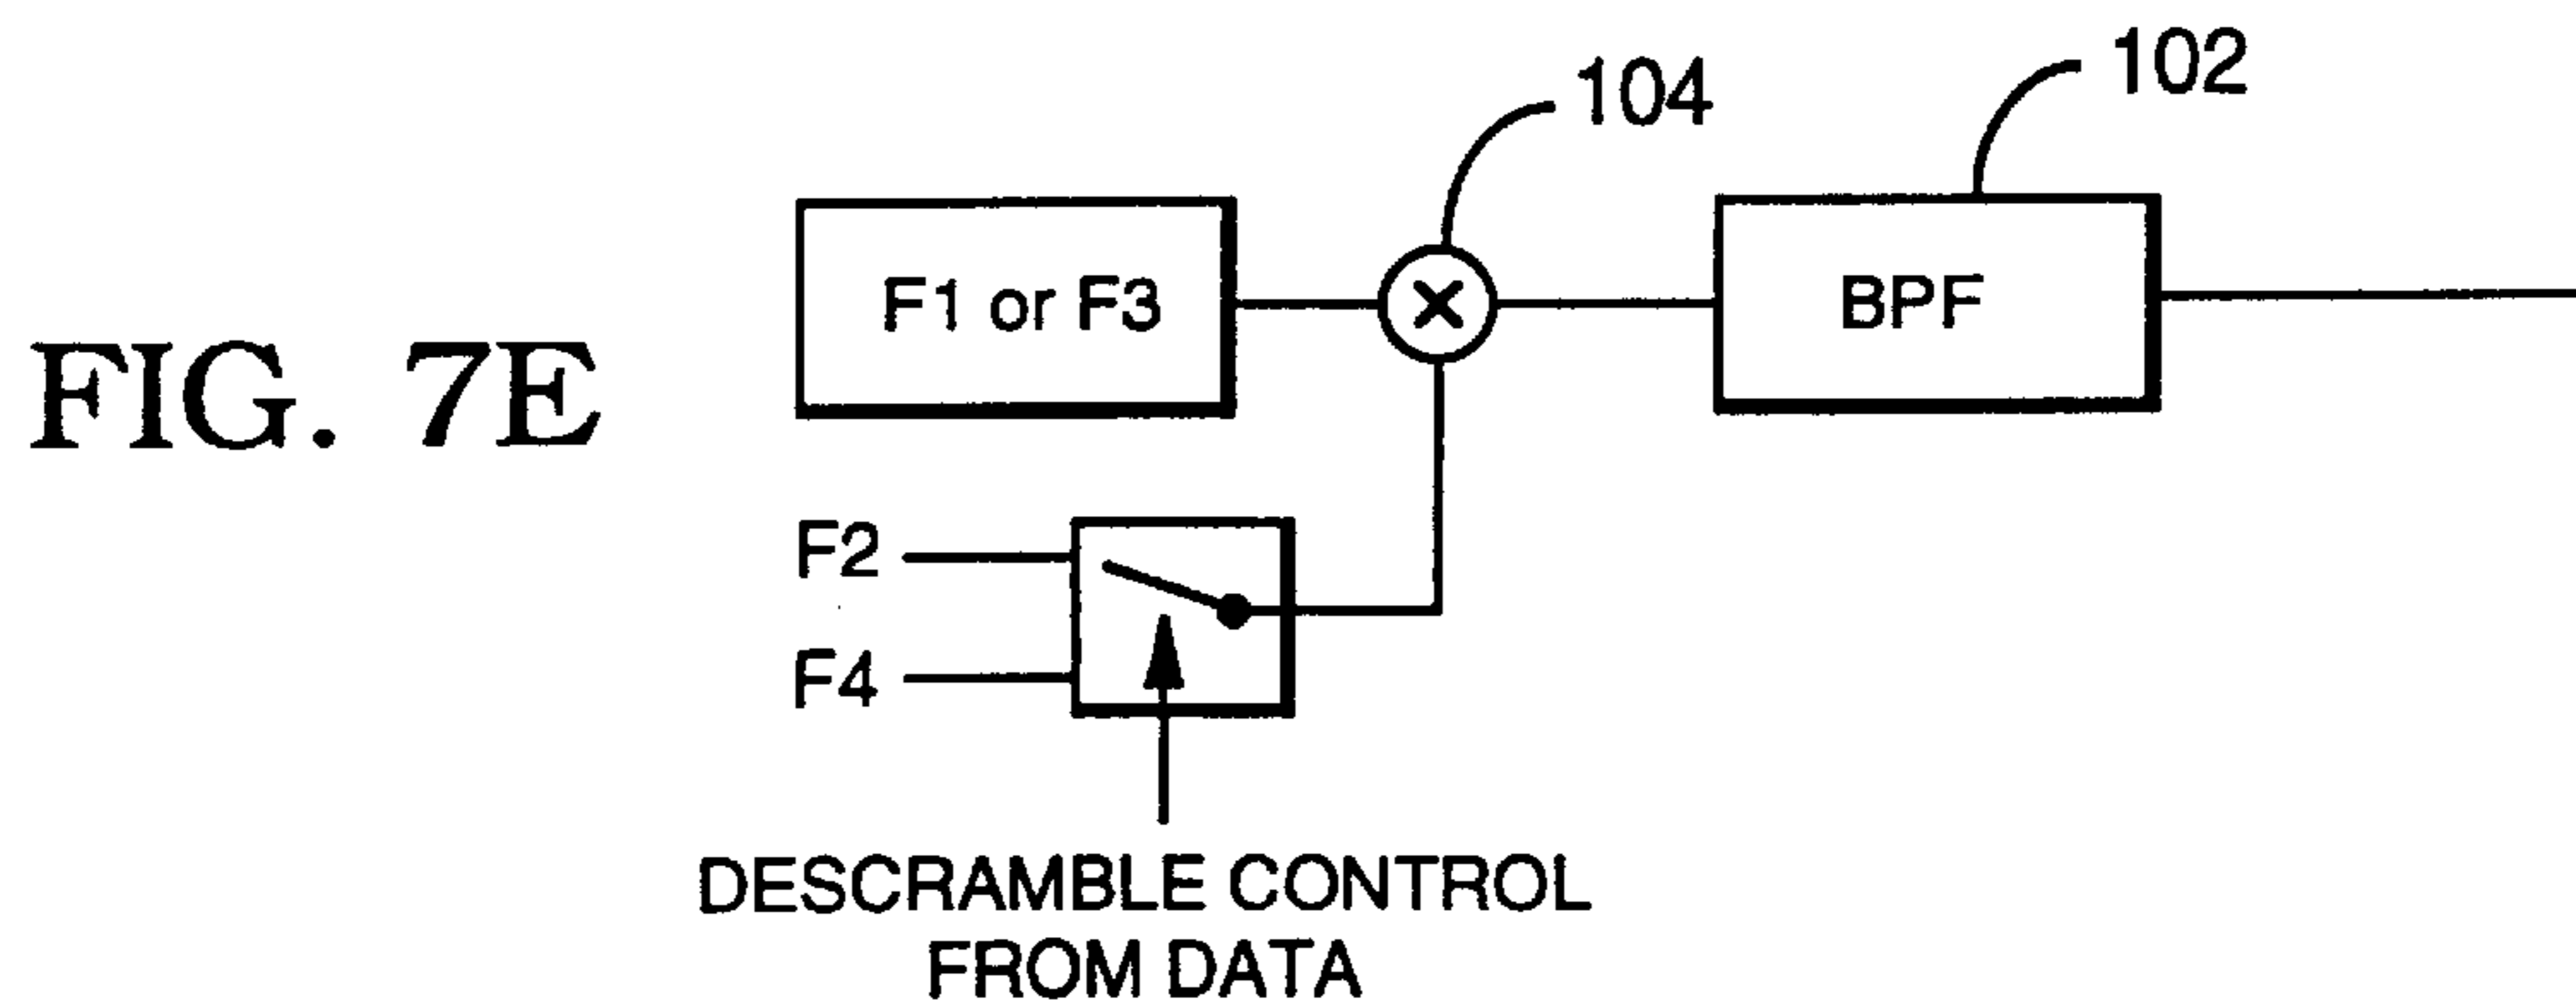 104
102
F1 or F3
BPF
FIG. 7E
F2
F4
DESCRAMBLE CONTROL
FROM DATA